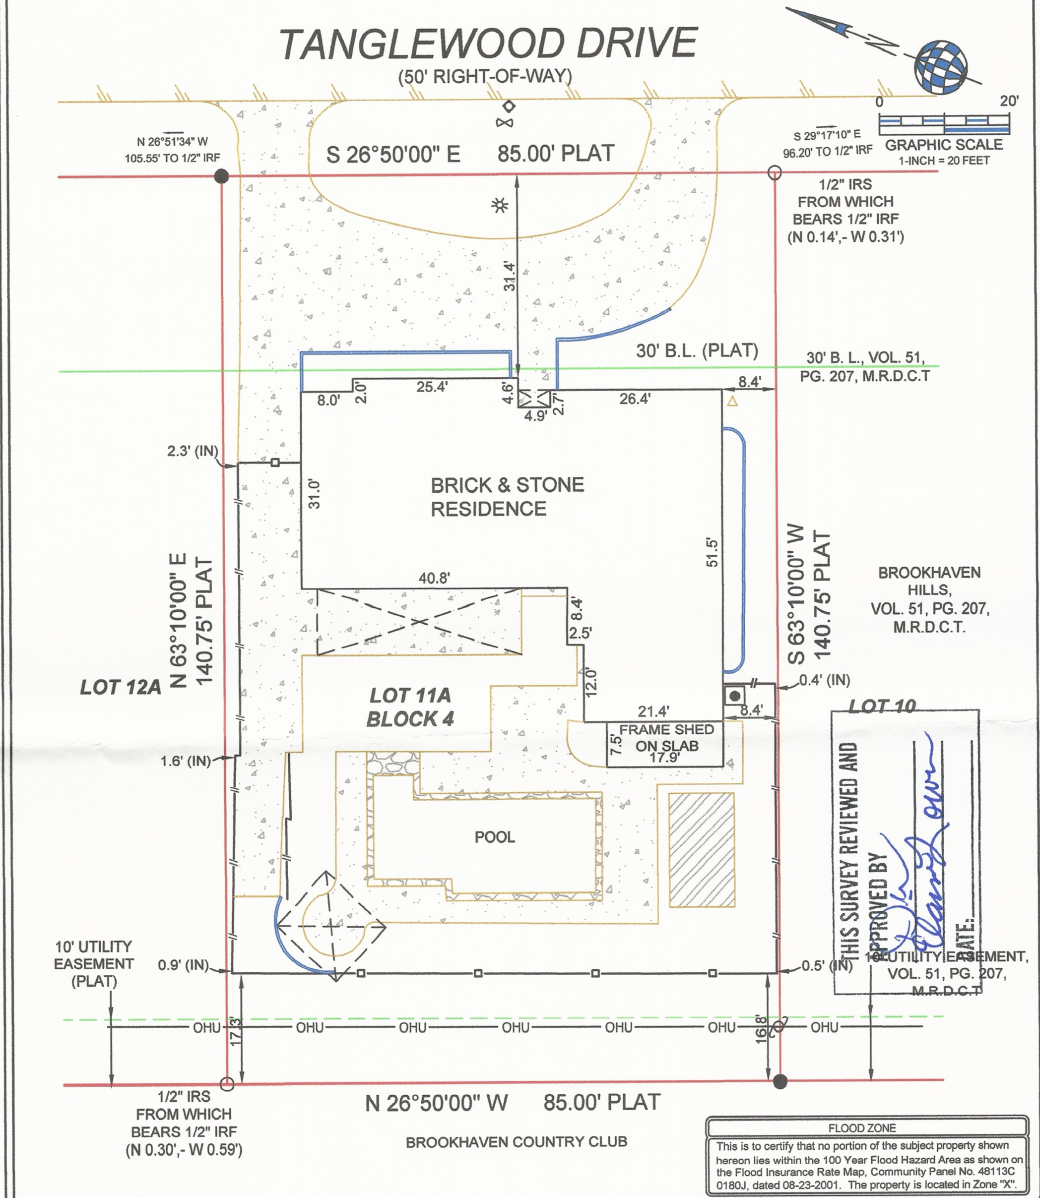 TANGLEWOOD DRIVE
(50' RIGHT-OF-WAY)
0 20'
GRAPHIC SCALE
1-INCH = 20 FEET
N 26°51'34" W
105.55' TO 1/2" IRF
S 26°50'00" E 85.00' PLAT
S 29°17'10" E
96.20' TO 1/2" IRF
1/2" IRS
FROM WHICH
BEARS 1/2" IRF
(N 0.14',- W 0.31')
31.4'
30' B.L. (PLAT)
30' B.L., VOL. 51,
PG. 207, M.R.D.C.T
8.0'
2.0'
25.4'
4.6'
4.9'
2.7'
26.4'
8.4'
2.3' (IN)
31.0'
BRICK & STONE
RESIDENCE
51.5'
40.8'
8.4'
2.5'
12.0'
N 63°10'00" E
140.75' PLAT
S 63°10'00" W
140.75' PLAT
BROOKHAVEN
HILLS,
VOL. 51, PG. 207,
M.R.D.C.T.
LOT 12A
LOT 11A
BLOCK 4
0.4' (IN)
LOT 10
21.4'
8.4'
FRAME SHED
ON SLAB
7.5'
17.9'
1.6' (IN)
POOL
THIS SURVEY REVIEWED AND
APPROVED BY
DATE:
10' UTILITY
EASEMENT
(PLAT)
0.9' (IN)
0.5' (IN)
10' UTILITY EASEMENT,
VOL. 51, PG. 207,
M.R.D.C.T
17.3'
16.8'
OHU OHU OHU OHU OHU OHU OHU
1/2" IRS
FROM WHICH
BEARS 1/2" IRF
(N 0.30',- W 0.59')
N 26°50'00" W 85.00' PLAT
BROOKHAVEN COUNTRY CLUB
FLOOD ZONE
This is to certify that no portion of the subject property shown
hereon lies within the 100 Year Flood Hazard Area as shown on
the Flood Insurance Rate Map, Community Panel No. 48113C
0180J, dated 08-23-2001. The property is located in Zone "X".